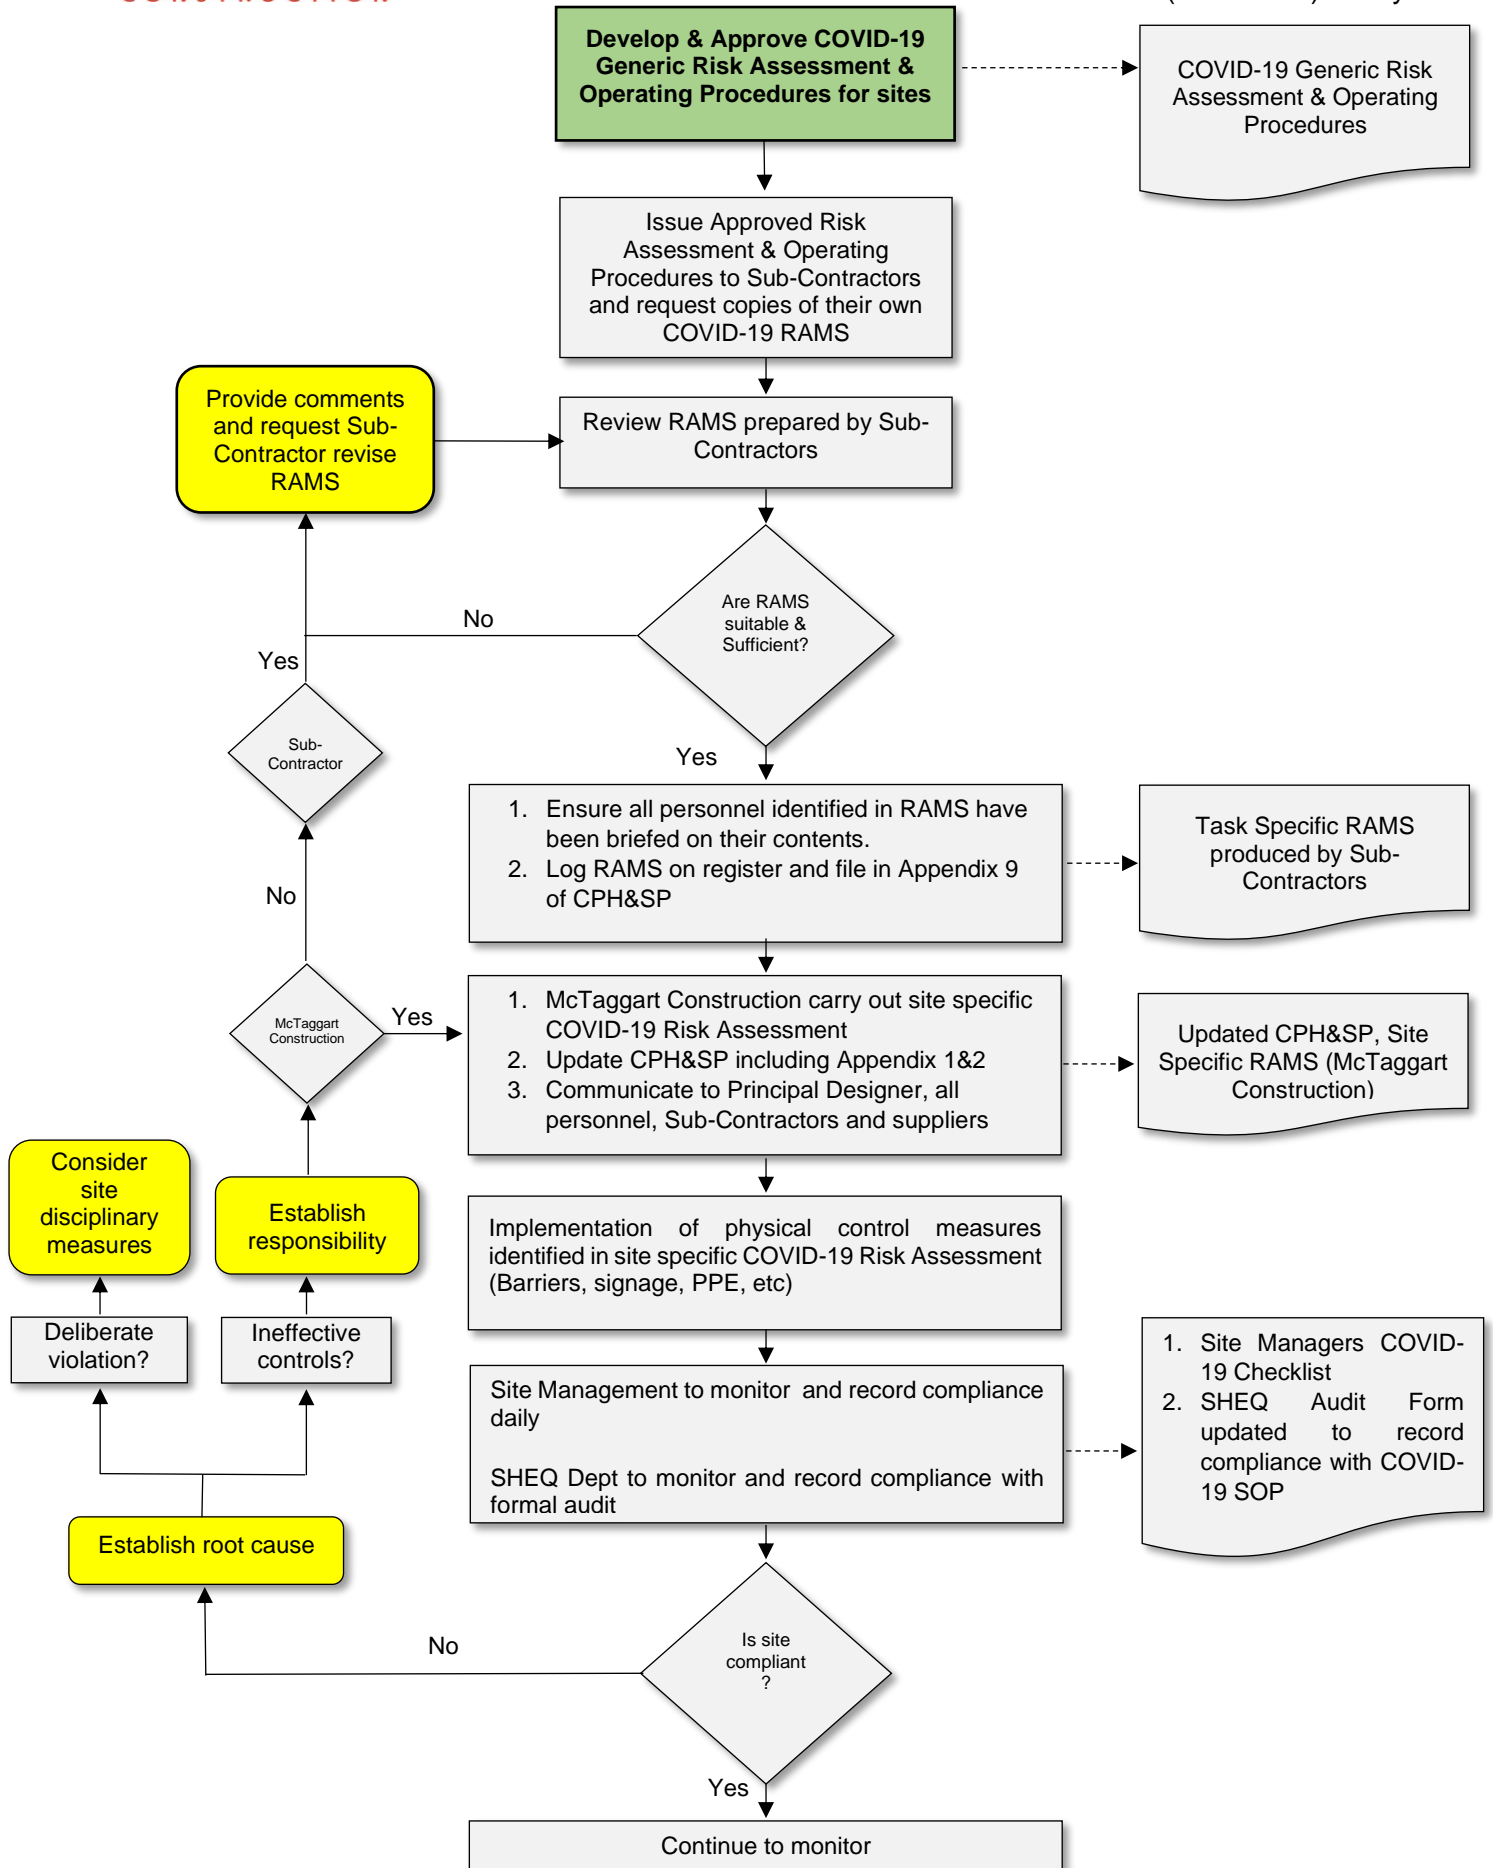 Develop & Approve COVID-19
Generic Risk Assessment &
Operating Procedures for sites
COVID-19 Generic Risk
Assessment & Operating
Procedures
Issue Approved Risk
Assessment & Operating
Procedures to Sub-Contractors
and request copies of their own
COVID-19 RAMS
Provide comments
and request Sub-
Contractor revise
RAMS
Review RAMS prepared by Sub-
Contractors
No
Are RAMS
suitable &
Sufficient?
Yes
Sub-
Contractor
Yes
1. Ensure all personnel identified in RAMS have
been briefed on their contents.
2. Log RAMS on register and file in Appendix 9
of CPH&SP
Task Specific RAMS
produced by Sub-
Contractors
No
McTaggart
Construction
Yes
1. McTaggart Construction carry out site specific
COVID-19 Risk Assessment
2. Update CPH&SP including Appendix 1&2
3. Communicate to Principal Designer, all
personnel, Sub-Contractors and suppliers
Updated CPH&SP, Site
Specific RAMS (McTaggart
Construction)
Consider
site
disciplinary
measures
Establish
responsibility
Implementation of physical control measures
identified in site specific COVID-19 Risk Assessment
(Barriers, signage, PPE, etc)
Deliberate
violation?
Ineffective
controls?
Site Management to monitor and record compliance
daily
SHEQ Dept to monitor and record compliance with
formal audit
1. Site Managers COVID-
19 Checklist
2. SHEQ Audit Form
updated to record
compliance with COVID-
19 SOP
Establish root cause
No
Is site
compliant
?
Yes
Continue to monitor